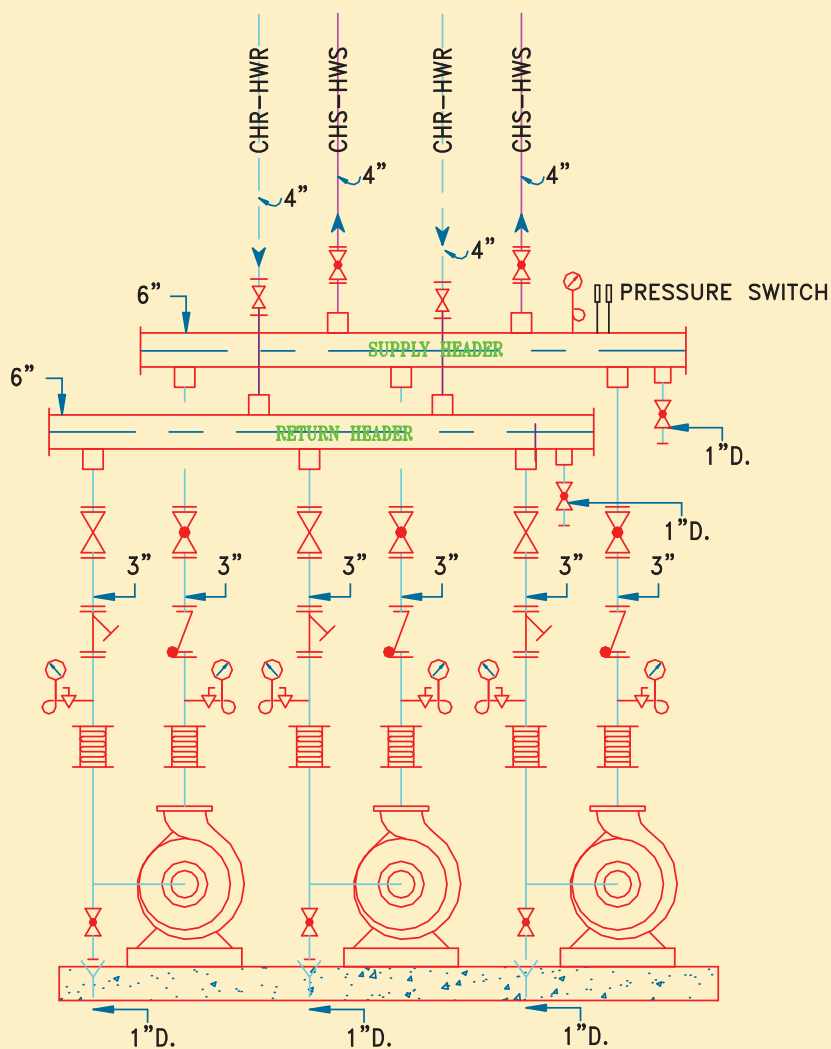 CHR-HWR
CHS-HWS
CHR-HWR
CHS-HWS
4”
4”
4”
4”
6”
PRESSURE SWITCH
SUPPLY HEADER
6”
RETURN HEADER
1”D.
1”D.
3”
3”
3”
3”
3”
3”
1”D.
1”D.
1”D.